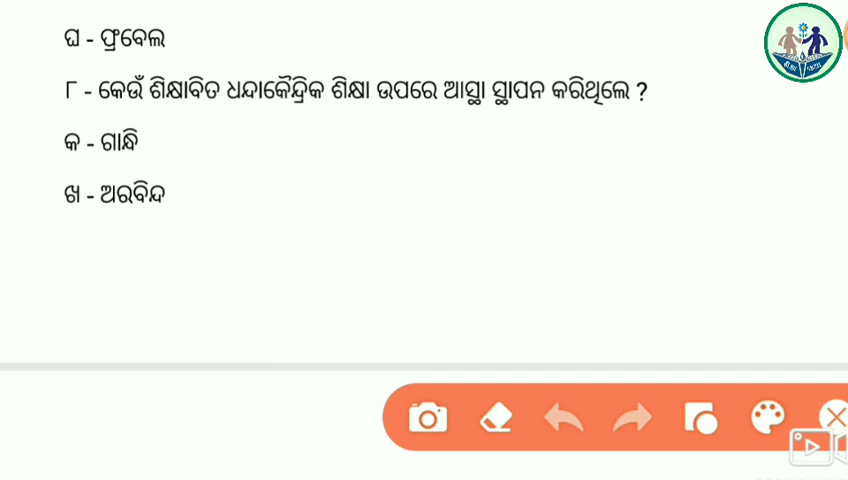 ଘ - ଫ୍ରବେଲ
୮ - କେଉଁ ଶିକ୍ଷାବିତ ଧନ୍ଦାକୈନ୍ଦ୍ରିକ ଶିକ୍ଷା ଉପରେ ଆସ୍ଥା ସ୍ଥାପନ କରିଥିଲେ ?
କ - ଗାନ୍ଧି
ଖ - ଅରବିନ୍ଦ